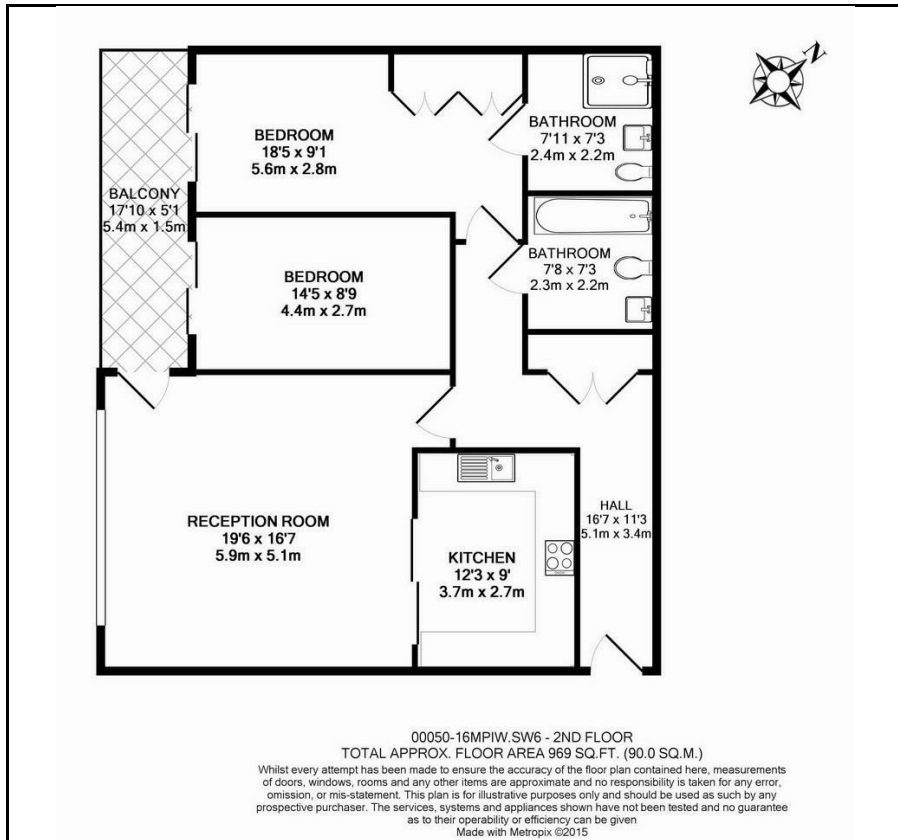 N
BEDROOM
18'5 x 9'1
5.6m x 2.8m
BATHROOM
7'11 x 7'3
2.4m x 2.2m
BALCONY
17'10 x 5'1
5.4m x 1.5m
BEDROOM
14'5 x 8'9
4.4m x 2.7m
BATHROOM
7'8 x 7'3
2.3m x 2.2m
RECEPTION ROOM
19'6 x 16'7
5.9m x 5.1m
KITCHEN
12'3 x 9'
3.7m x 2.7m
HALL
16'7 x 11'3
5.1m x 3.4m
00050-16MPIW.SW6 - 2ND FLOOR
TOTAL APPROX. FLOOR AREA 969 SQ.FT. (90.0 SQ.M.)
Whilst every attempt has been made to ensure the accuracy of the floor plan contained here, measurements
of doors, windows, rooms and any other items are approximate and no responsibility is taken for any error,
omission, or mis-statement. This plan is for illustrative purposes only and should be used as such by any
prospective purchaser. The services, systems and appliances shown have not been tested and no guarantee
as to their operability or efficiency can be given
Made with Metropix ©2015